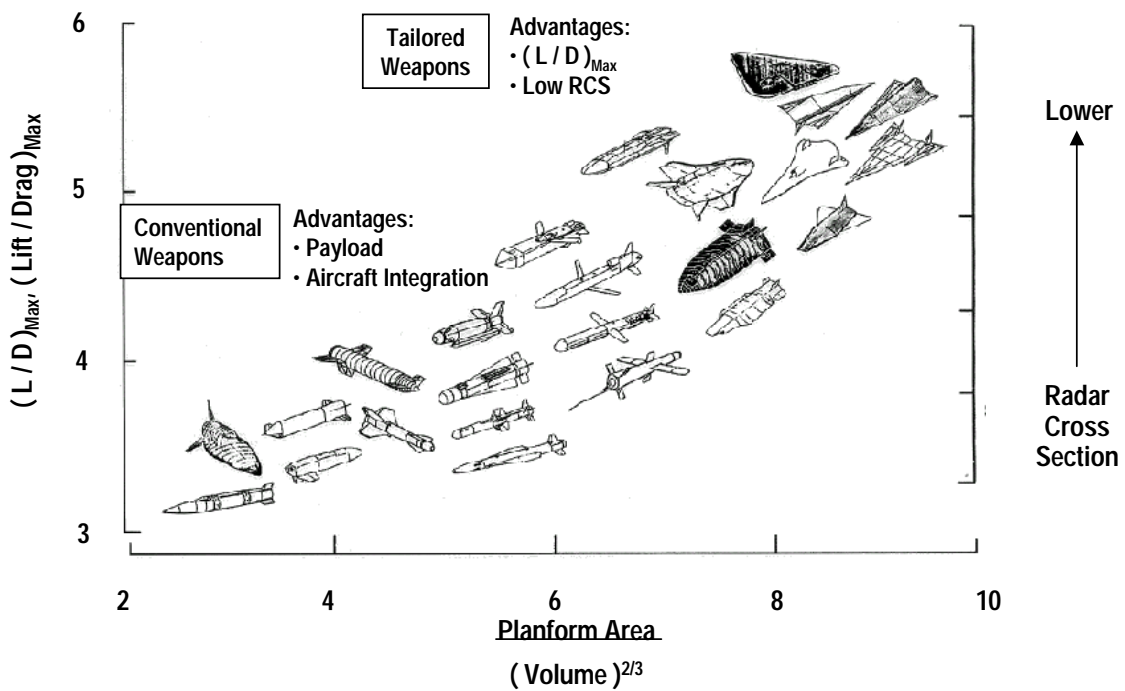 6
5
4
3
(L / D)Max, (Lift / Drag)Max
Tailored
Weapons
Advantages:
• (L / D)Max
• Low RCS
Conventional
Weapons
Advantages:
• Payload
• Aircraft Integration
Lower
Radar
Cross
Section
2
4
6
8
10
Planform Area
( Volume )2/3